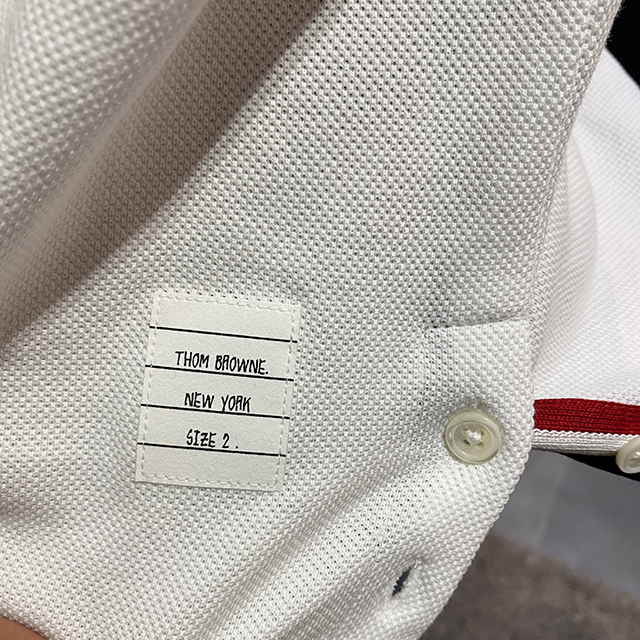 THOM BROWNE.
NEW YORK
SIZE 2.